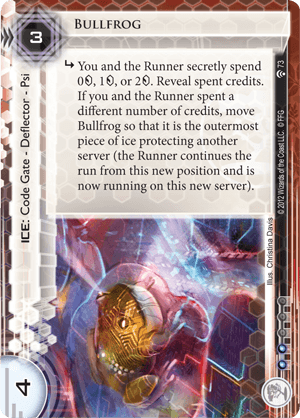 3
BULLFROG
ICE: Code Gate - Deflector - Psi
You and the Runner secretly spend
0, 1, or 2. Reveal spent credits.
If you and the Runner spent a
different number of credits, move
Bullfrog so that it is the outermost
piece of ice protecting another
server (the Runner continues the
run from this new position and is
now running on this new server).
73
© 2012 Wizards of the Coast LLC. © FFG
Illus. Christina Davis
4